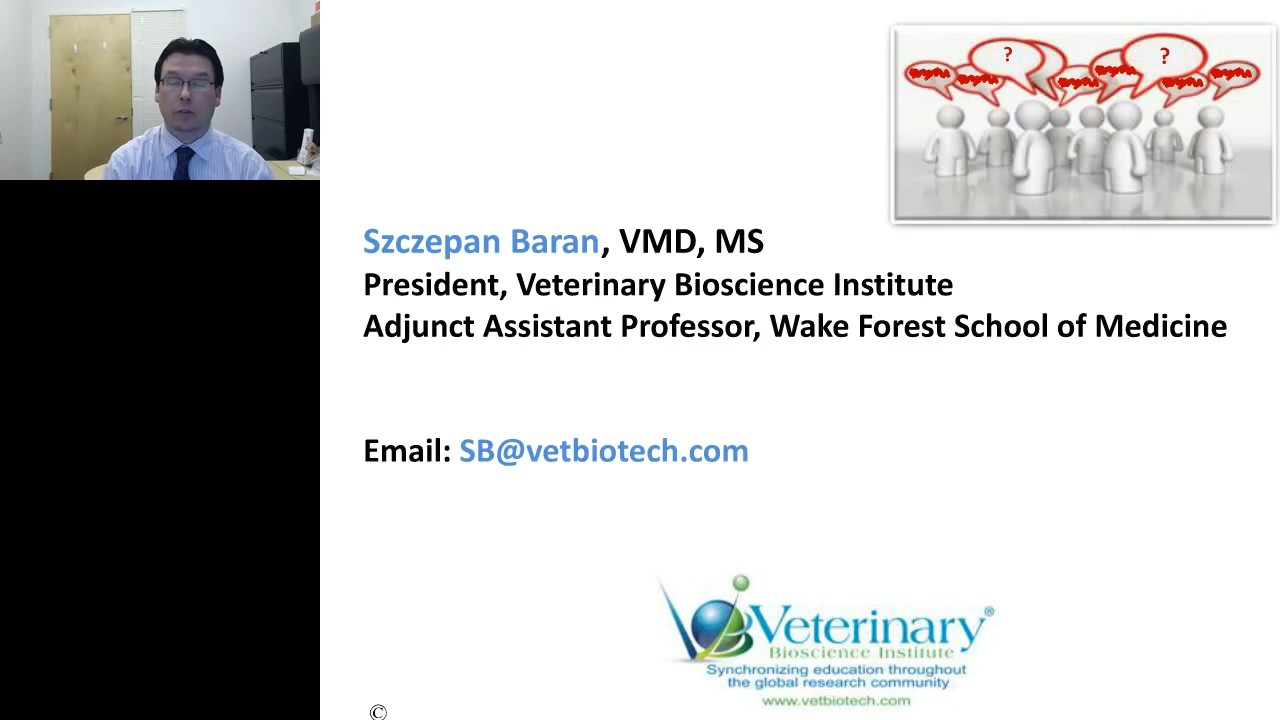 ?
?
Szczepan Baran, VMD, MS
President, Veterinary Bioscience Institute
Adjunct Assistant Professor, Wake Forest School of Medicine
Email: SB@vetbiotech.com
Veterinary®
Bioscience Institute
Synchronizing education throughout
the global research community
www.vetbiotech.com
©